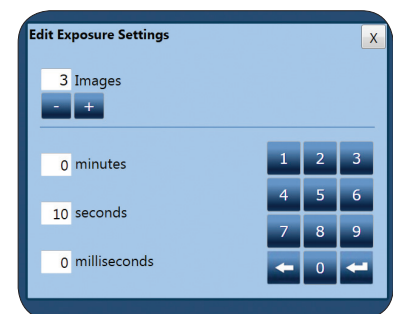 Edit Exposure Settings
X
3 Images
- +
0 minutes
1 2 3
4 5 6
10 seconds
7 8 9
0 milliseconds
0